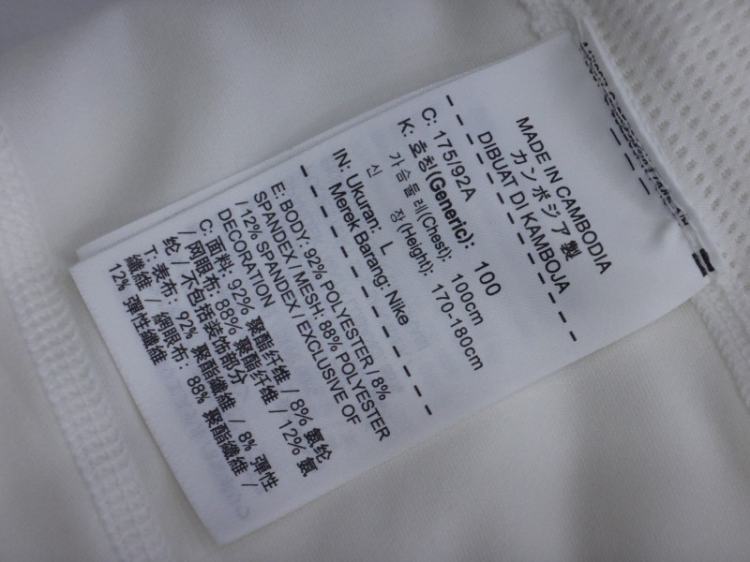 MADE IN CAMBODIA
カンボジア製
DIBUAT DI KAMBOJA
C: 175/92A
K: 호칭(Generic): 100
가슴둘레(Chest): 100cm
신 장(Height): 170-180cm
IN: Ukuran: L
Merek Barang: Nike
E: BODY: 92% POLYESTER / 8%
SPANDEX / MESH: 88% POLYESTER
/ 12% SPANDEX / EXCLUSIVE OF
DECORATION
C: 面料: 92% 聚酯纤维 / 8% 氨纶
/ 网眼布: 88% 聚酯纤维 / 12% 氨
纶 / 不包括装饰部分
T: 表布: 92% 聚酯纖維 / 8% 彈性
纖維 / 網眼布: 88% 聚酯纖維 /
12% 彈性纖維